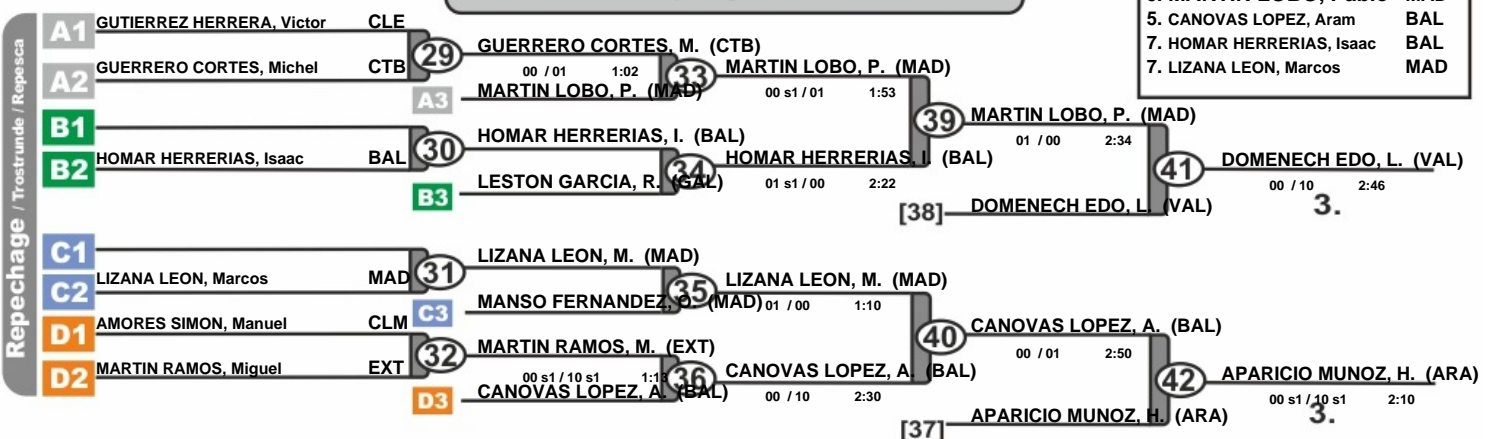 5. MARTIN LOBO, Pablo MAD
5. CANOVAS LOPEZ, Aram BAL
7. HOMAR HERRERIAS, Isaac BAL
7. LIZANA LEON, Marcos MAD
Repechage / Trostrunde / Repesca
A1 GUTIERREZ HERRERA, Victor CLE
A2 GUERRERO CORTES, Michel CTB
29
GUERRERO CORTES, M. (CTB)
00 / 01 1:02
A3 MARTIN LOBO, P. (MAD)
33
MARTIN LOBO, P. (MAD)
00 s1 / 01 1:53
B1
B2 HOMAR HERRERIAS, Isaac BAL
30
HOMAR HERRERIAS, I. (BAL)
B3 LESTON GARCIA, R. (GAL)
34
HOMAR HERRERIAS, I. (BAL)
01 s1 / 00 2:22
39
MARTIN LOBO, P. (MAD)
01 / 00 2:34
[38] DOMENECH EDO, L. (VAL)
41
DOMENECH EDO, L. (VAL)
00 / 10 2:46
3.
C1
C2 LIZANA LEON, Marcos MAD
31
LIZANA LEON, M. (MAD)
C3 MANSO FERNANDEZ, O. (MAD)
35
LIZANA LEON, M. (MAD)
01 / 00 1:10
D1 AMORES SIMON, Manuel CLM
D2 MARTIN RAMOS, Miguel EXT
32
MARTIN RAMOS, M. (EXT)
00 s1 / 10 s1 1:13
D3 CANOVAS LOPEZ, A. (BAL)
36
CANOVAS LOPEZ, A. (BAL)
00 / 10 2:30
40
CANOVAS LOPEZ, A. (BAL)
00 / 01 2:50
[37] APARICIO MUNOZ, H. (ARA)
42
APARICIO MUNOZ, H. (ARA)
00 s1 / 10 s1 2:10
3.